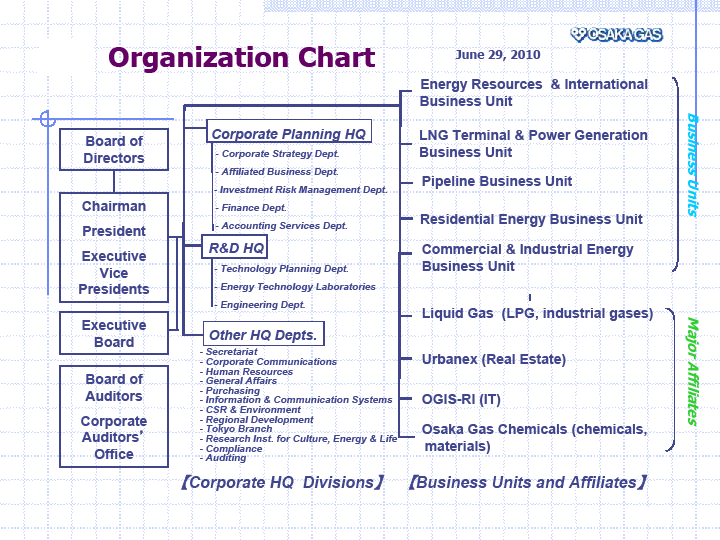 Organization Chart
June 29, 2010
OSAKA GAS
Board of
Directors
Chairman
President
Executive
Vice
Presidents
Executive
Board
Board of
Auditors
Corporate
Auditors'
Office
Corporate Planning HQ
- Corporate Strategy Dept.
- Affiliated Business Dept.
- Investment Risk Management Dept.
- Finance Dept.
- Accounting Services Dept.
R&D HQ
- Technology Planning Dept.
- Energy Technology Laboratories
- Engineering Dept.
Other HQ Depts.
- Secretariat
- Corporate Communications
- Human Resources
- General Affairs
- Purchasing
- Information & Communication Systems
- CSR & Environment
- Regional Development
- Tokyo Branch
- Research Inst. for Culture, Energy & Life
- Compliance
- Auditing
【Corporate HQ Divisions】
Energy Resources & International
Business Unit
LNG Terminal & Power Generation
Business Unit
Pipeline Business Unit
Residential Energy Business Unit
Commercial & Industrial Energy
Business Unit
Business Units
Liquid Gas (LPG, industrial gases)
Urbanex (Real Estate)
OGIS-RI (IT)
Osaka Gas Chemicals (chemicals,
materials)
Major Affiliates
【Business Units and Affiliates】